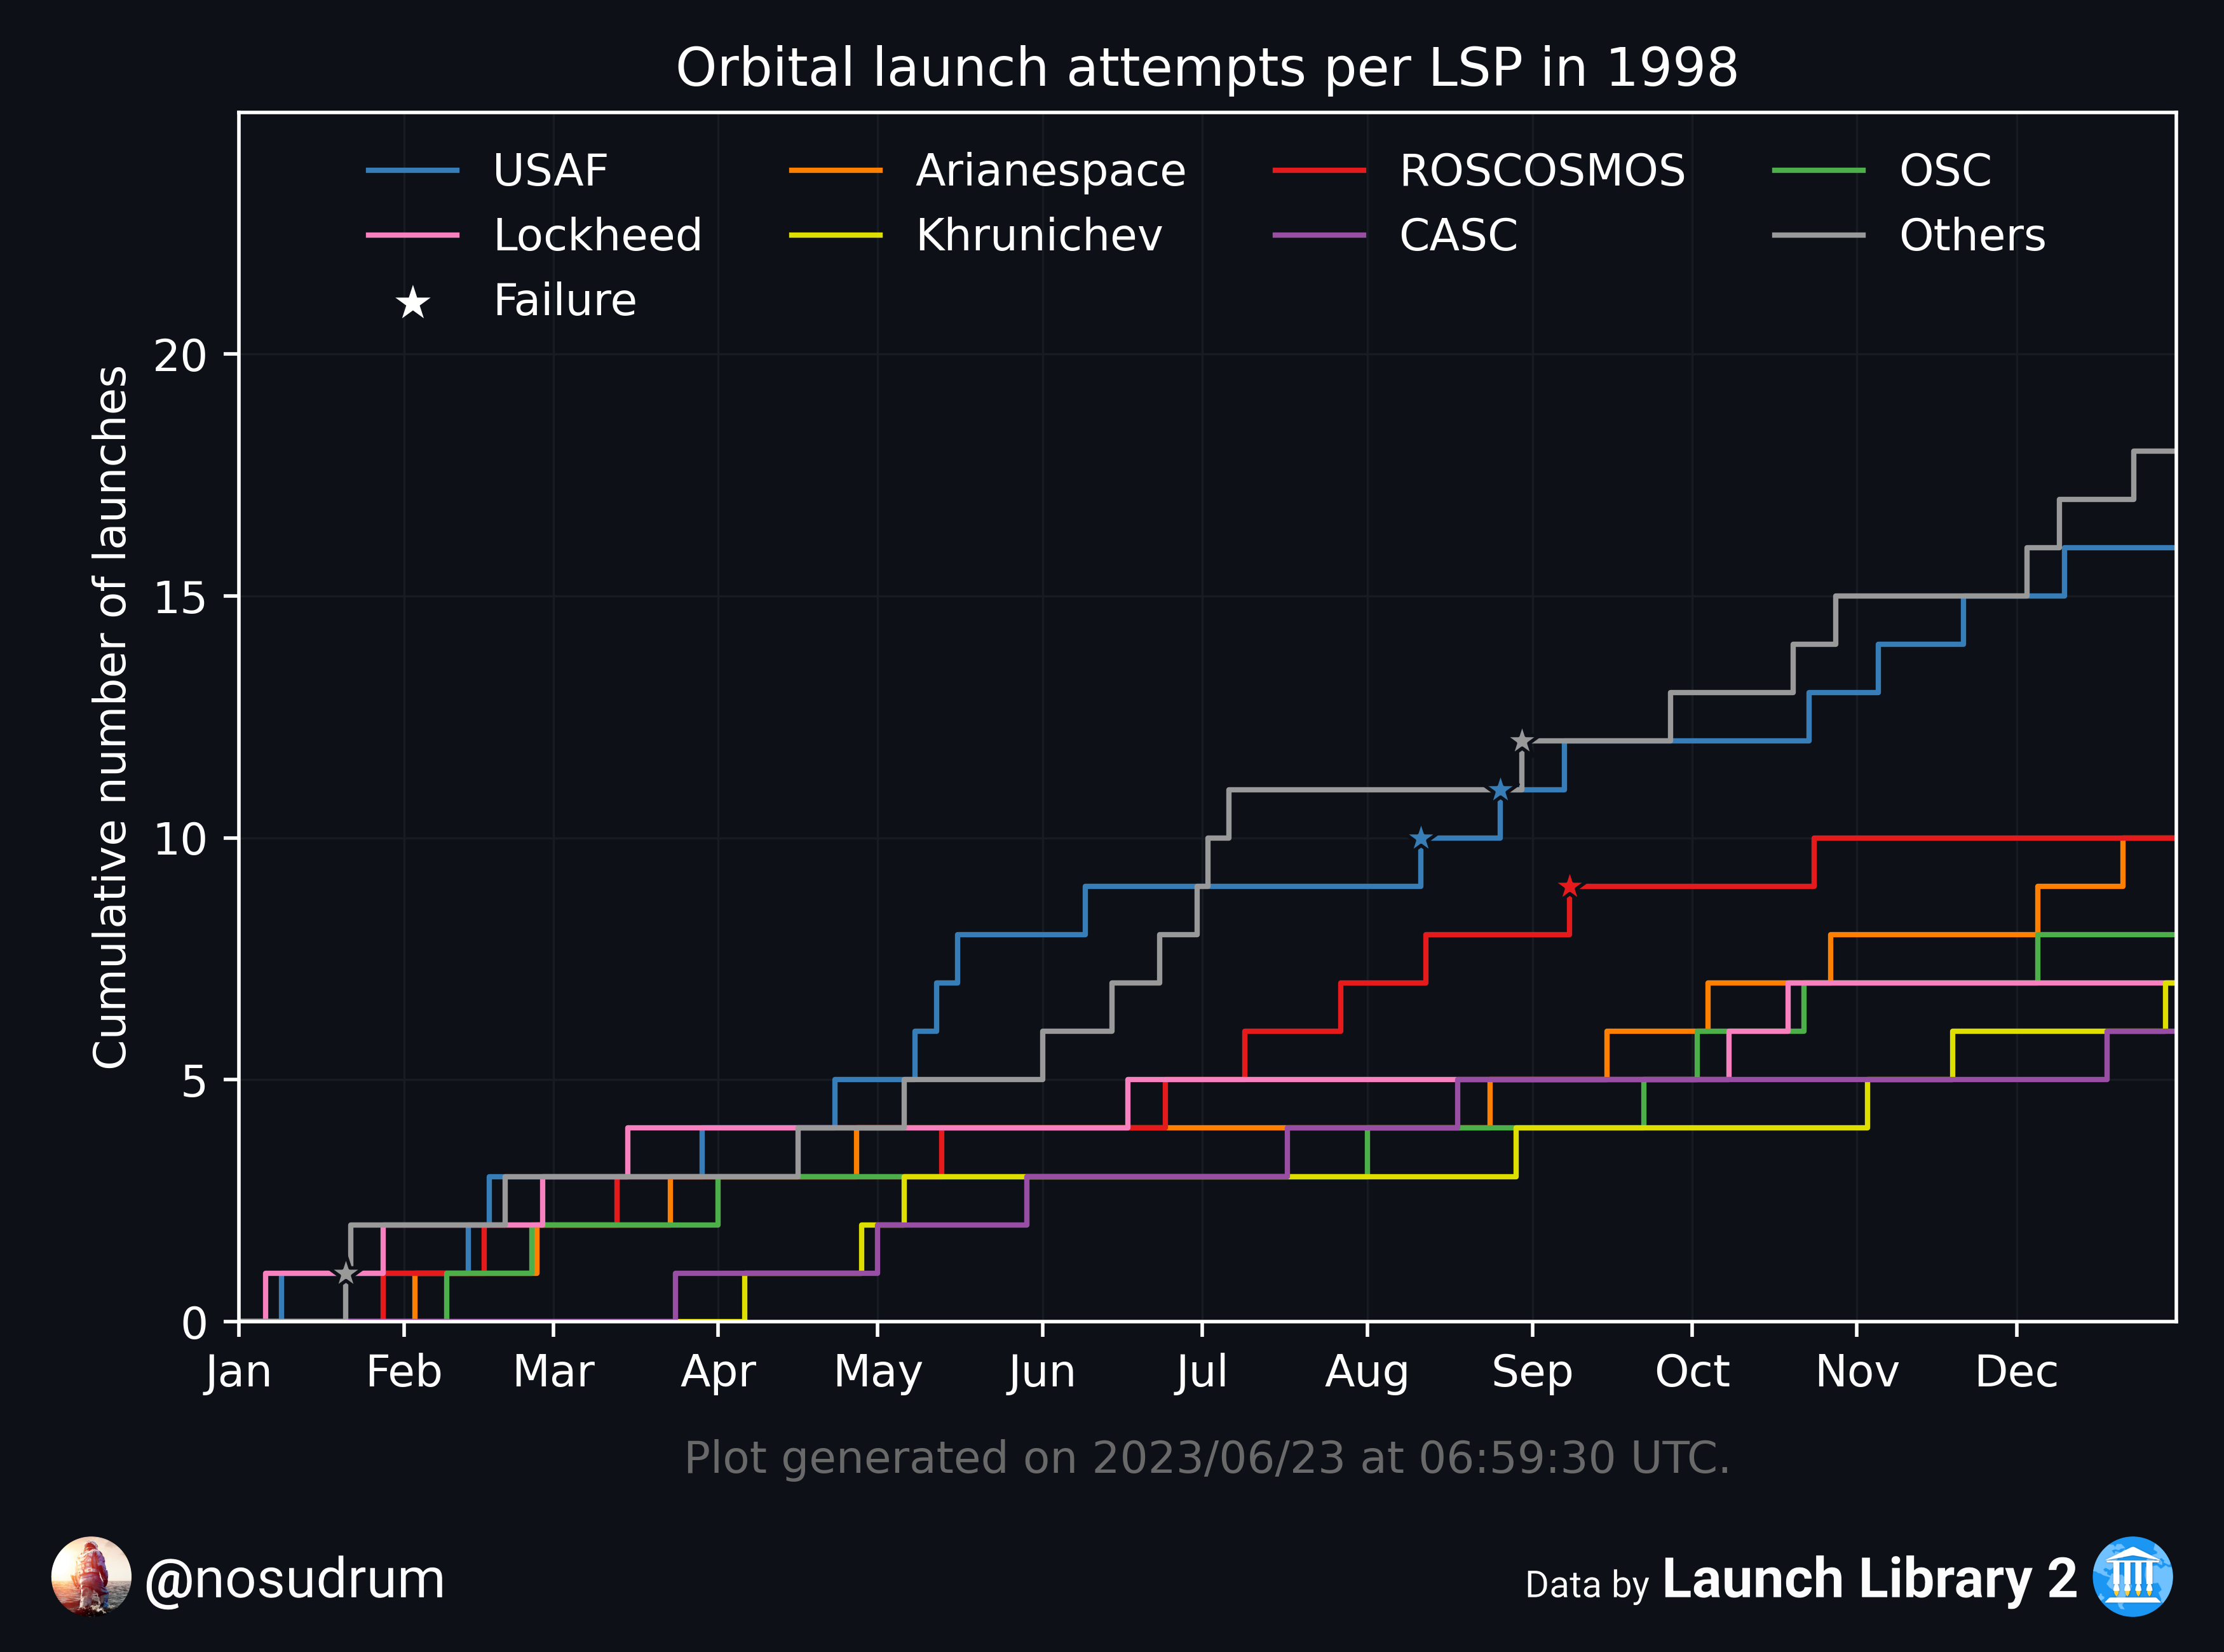 Orbital launch attempts per LSP in 1998
USAF Arianespace ROSCOSMOS OSC
Lockheed Khrunichev CASC Others
Failure
Cumulative number of launches
20
15
10
5
0
Jan Feb Mar Apr May Jun Jul Aug Sep Oct Nov Dec
Plot generated on 2023/06/23 at 06:59:30 UTC.
@nosudrum
Data by Launch Library 2